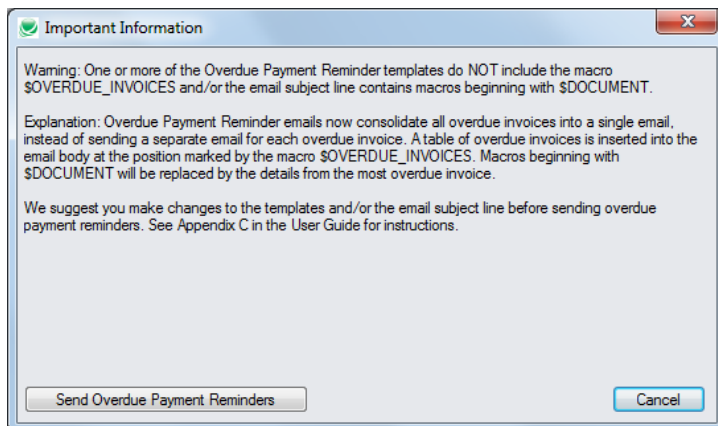 Important Information
Warning: One or more of the Overdue Payment Reminder templates do NOT include the macro
$OVERDUE_INVOICES and/or the email subject line contains macros beginning with $DOCUMENT.
Explanation: Overdue Payment Reminder emails now consolidate all overdue invoices into a single email,
instead of sending a separate email for each overdue invoice. A table of overdue invoices is inserted into the
email body at the position marked by the macro $OVERDUE_INVOICES. Macros beginning with
$DOCUMENT will be replaced by the details from the most overdue invoice.
We suggest you make changes to the templates and/or the email subject line before sending overdue
payment reminders. See Appendix C in the User Guide for instructions.
Send Overdue Payment Reminders
Cancel